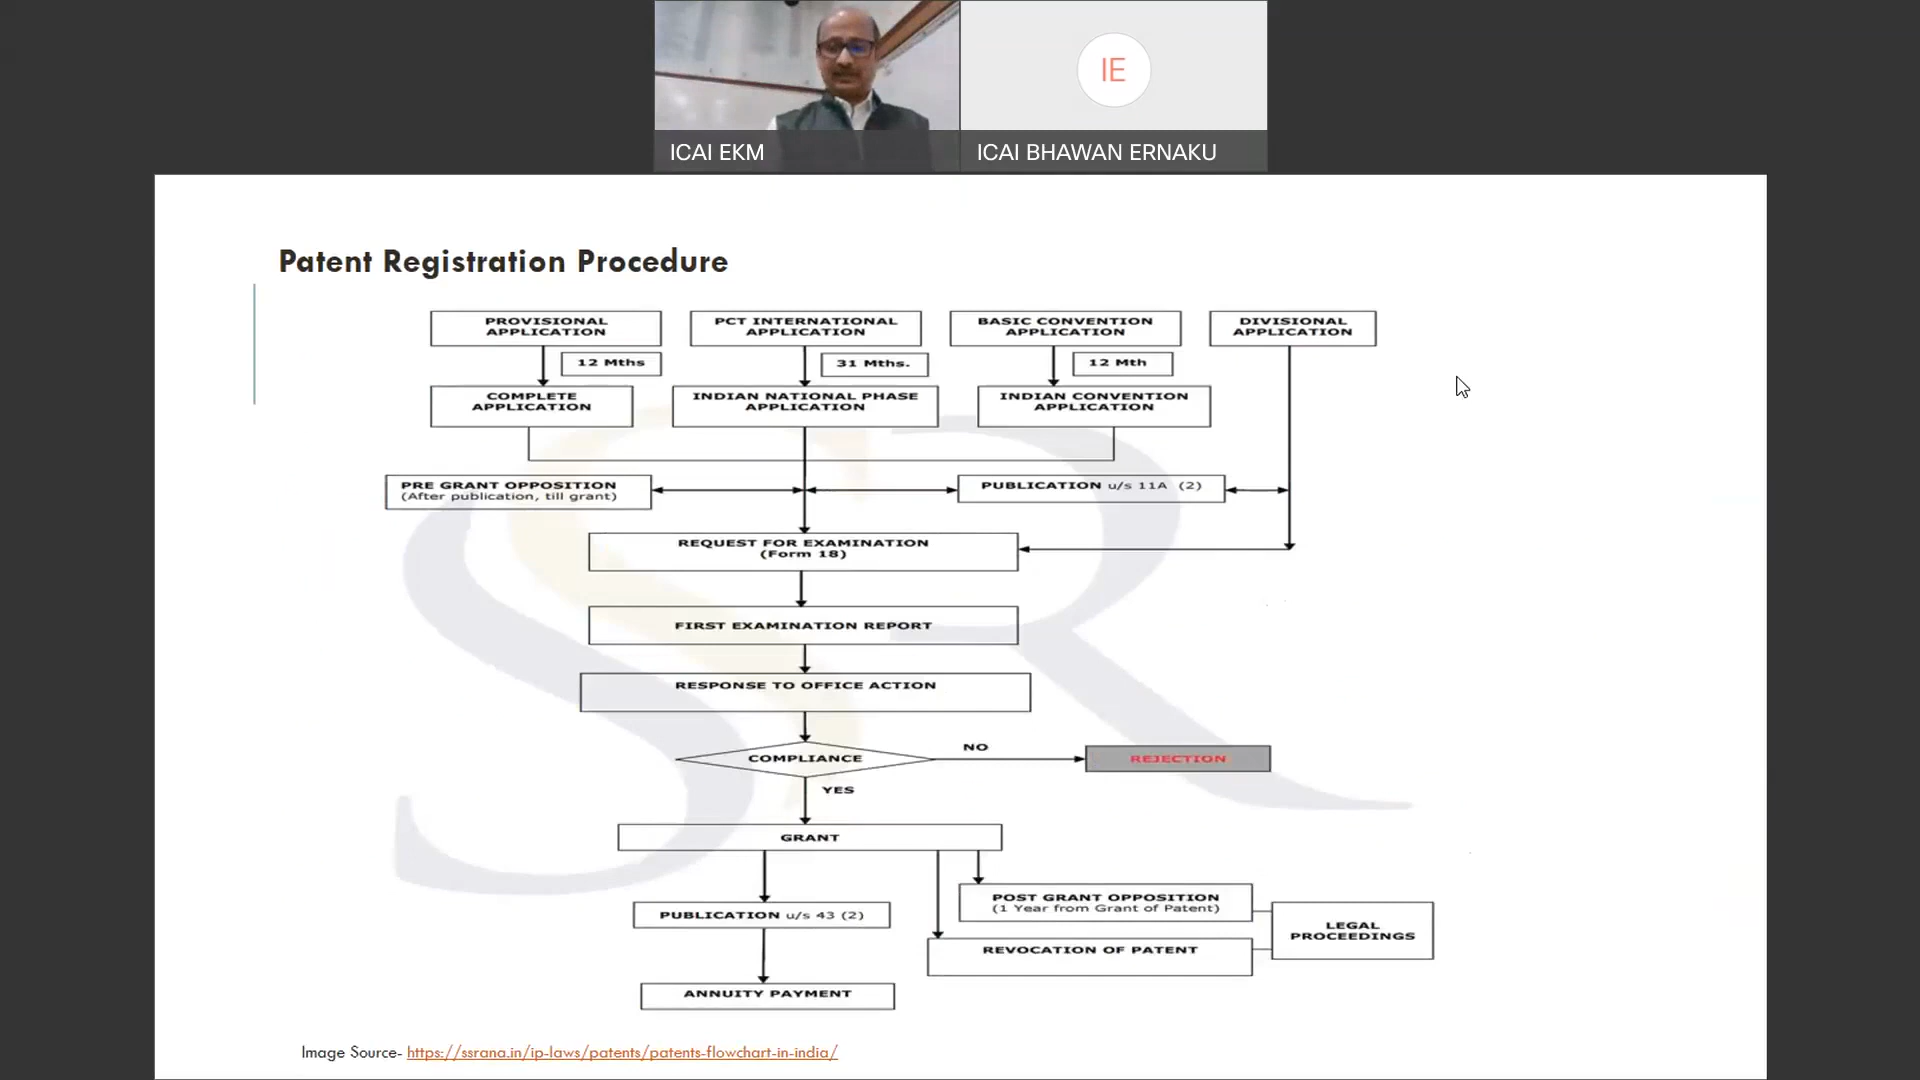 IE
ICAI EKM
ICAI BHAWAN ERNAKU
Patent Registration Procedure
PROVISIONAL
APPLICATION
PCT INTERNATIONAL
APPLICATION
BASIC CONVENTION
APPLICATION
DIVISIONAL
APPLICATION
12 Mths
31 Mths.
12 Mth
COMPLETE
APPLICATION
INDIAN NATIONAL PHASE
APPLICATION
INDIAN CONVENTION
APPLICATION
PRE GRANT OPPOSITION
(After publication, till grant)
PUBLICATION u/s 11A (2)
REQUEST FOR EXAMINATION
(Form 18)
FIRST EXAMINATION REPORT
RESPONSE TO OFFICE ACTION
COMPLIANCE
NO
REJECTION
YES
GRANT
POST GRANT OPPOSITION
(1 Year from Grant of Patent)
PUBLICATION u/s 43 (2)
LEGAL
PROCEEDINGS
REVOCATION OF PATENT
ANNUITY PAYMENT
Image Source- https://ssrana.in/ip-laws/patents/patents-flowchart-in-india/
SSR